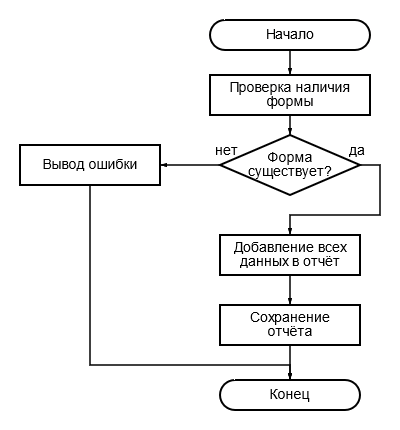 Начало
Проверка наличия
формы
нет
Форма
существует?
да
Вывод ошибки
Добавление всех
данных в отчёт
Сохранение
отчёта
Конец